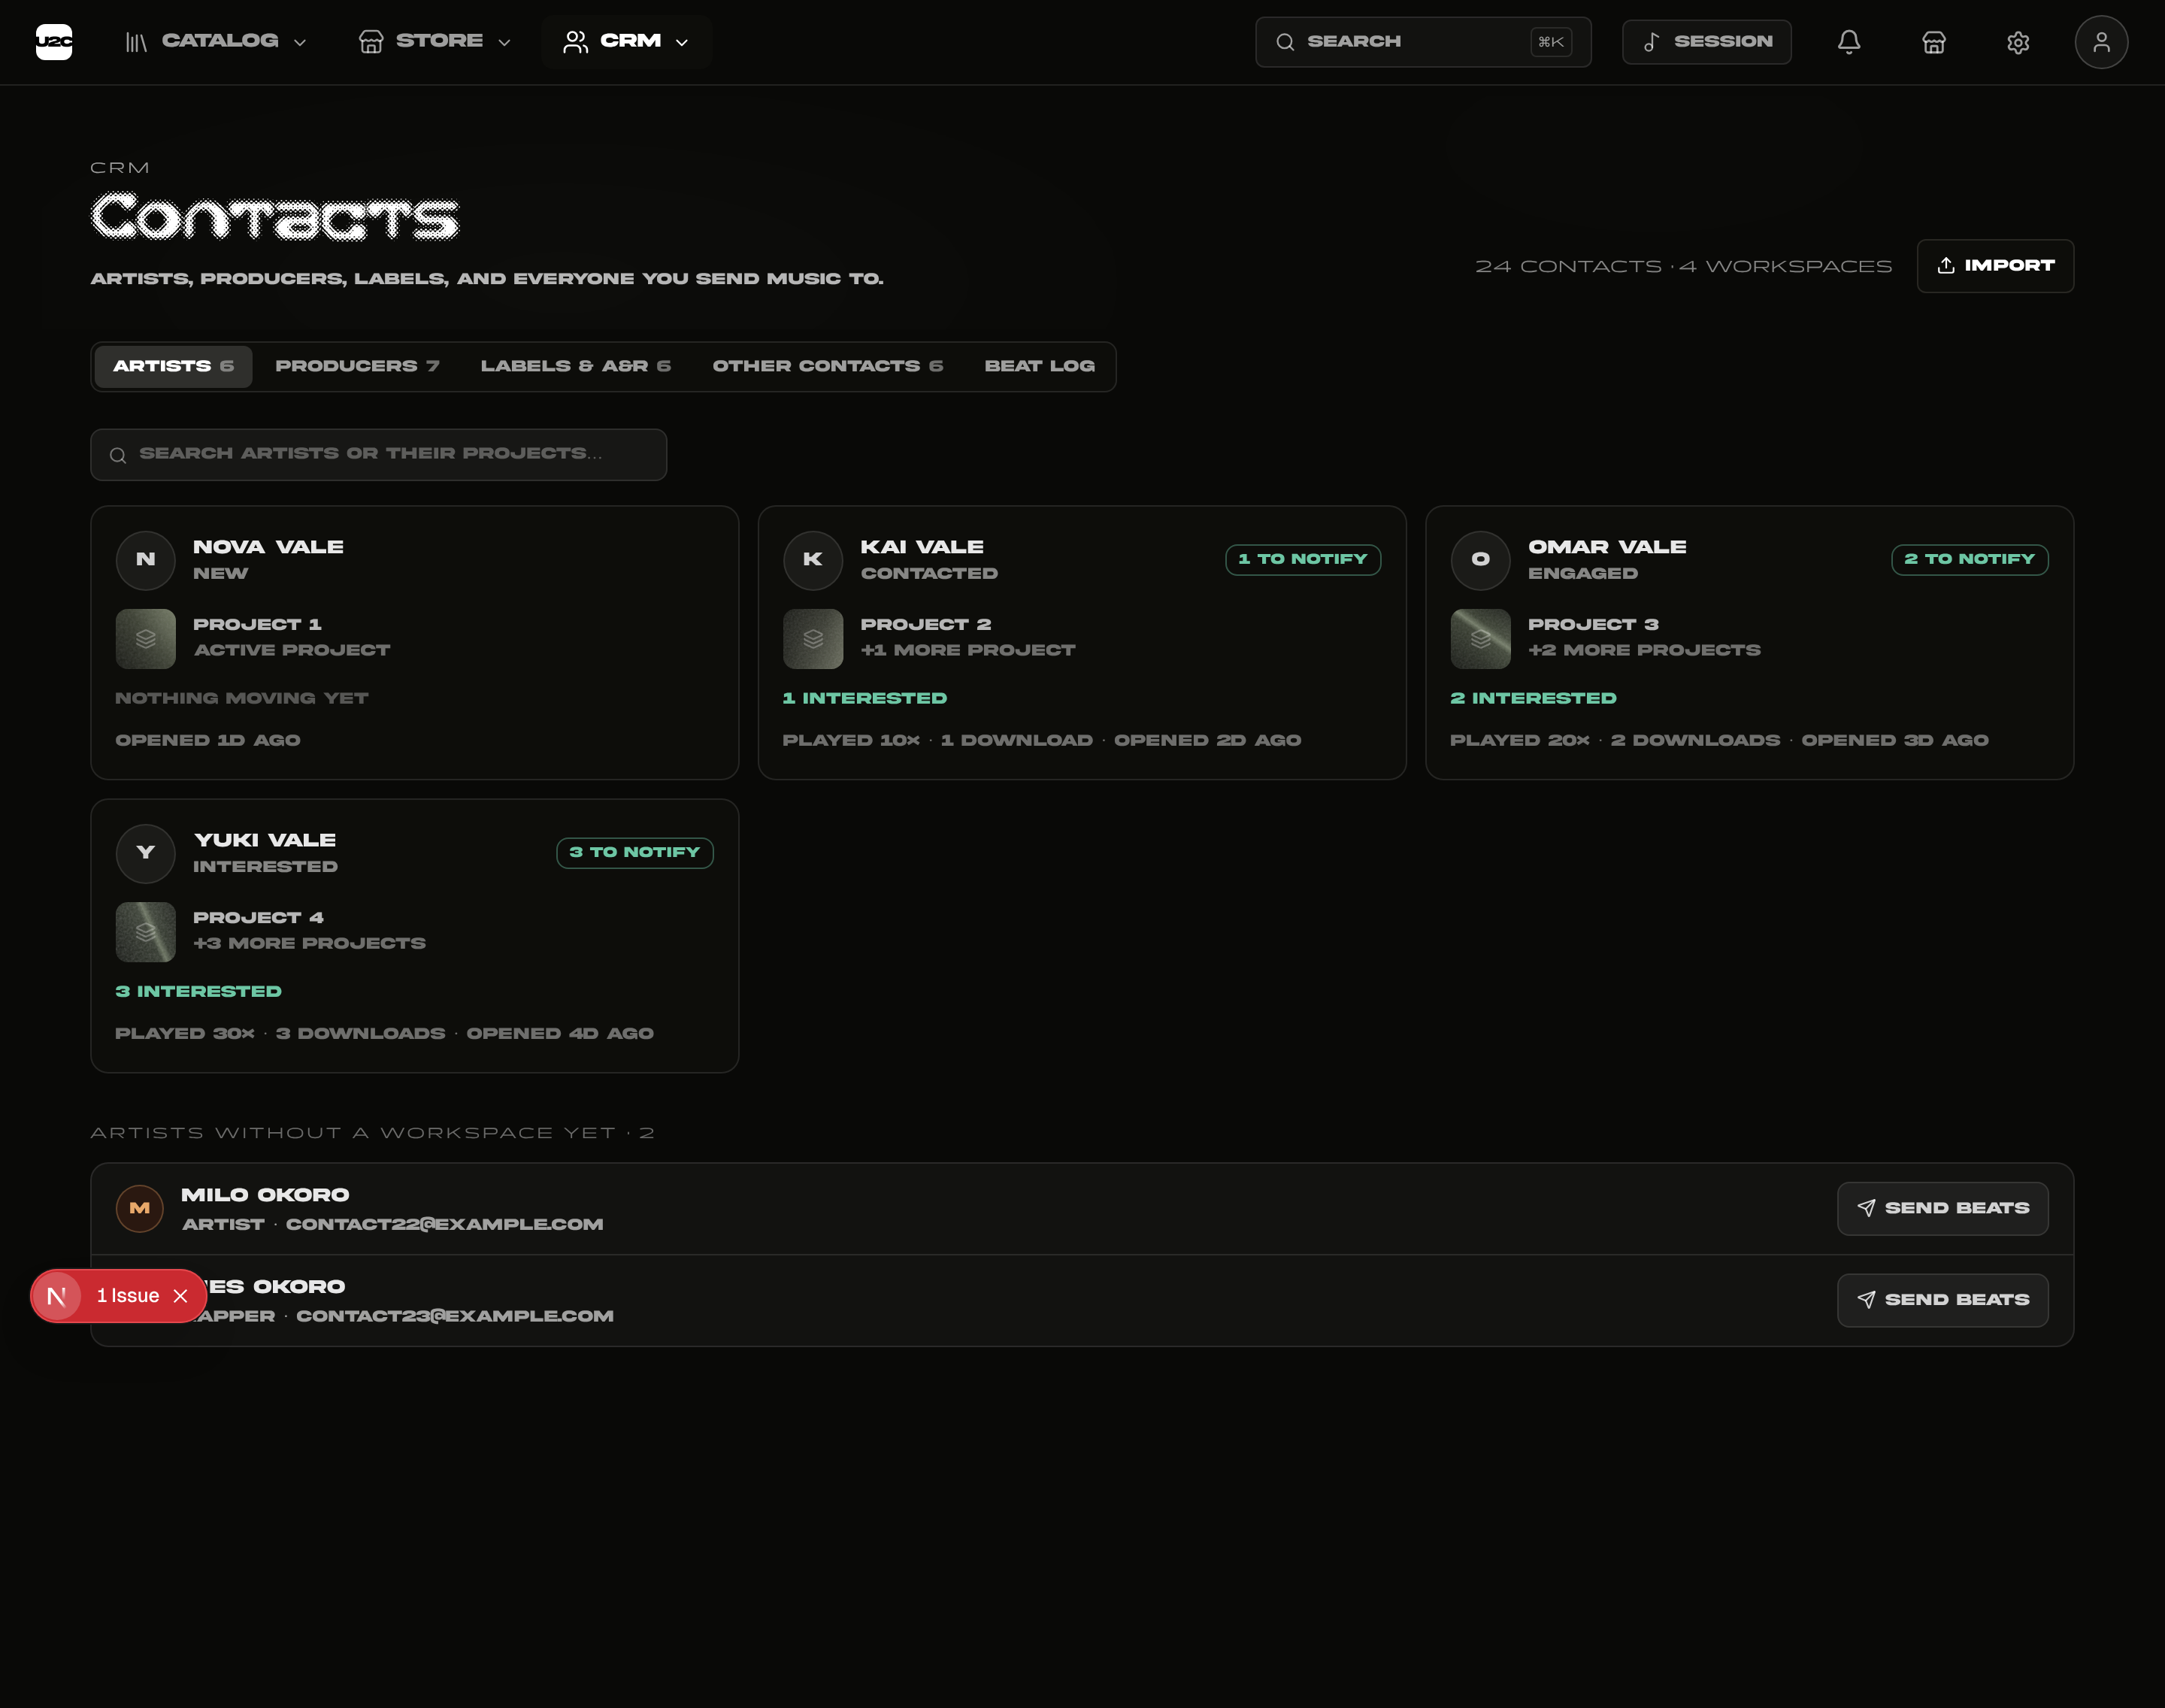 U2C CATALOG STORE CRM SEARCH ⌘K SESSION
CRM
Contacts
ARTISTS, PRODUCERS, LABELS, AND EVERYONE YOU SEND MUSIC TO.
24 CONTACTS · 4 WORKSPACES IMPORT
ARTISTS 6 PRODUCERS 7 LABELS & A&R 6 OTHER CONTACTS 6 BEAT LOG
SEARCH ARTISTS OR THEIR PROJECTS...
N NOVA VALE
NEW
PROJECT 1
ACTIVE PROJECT
NOTHING MOVING YET
OPENED 1D AGO
K KAI VALE 1 TO NOTIFY
CONTACTED
PROJECT 2
+1 MORE PROJECT
1 INTERESTED
PLAYED 10× · 1 DOWNLOAD · OPENED 2D AGO
O OMAR VALE 2 TO NOTIFY
ENGAGED
PROJECT 3
+2 MORE PROJECTS
2 INTERESTED
PLAYED 20× · 2 DOWNLOADS · OPENED 3D AGO
Y YUKI VALE 3 TO NOTIFY
INTERESTED
PROJECT 4
+3 MORE PROJECTS
3 INTERESTED
PLAYED 30× · 3 DOWNLOADS · OPENED 4D AGO
ARTISTS WITHOUT A WORKSPACE YET · 2
M MILO OKORO
ARTIST · CONTACT22@EXAMPLE.COM
SEND BEATS
OKORO
· CONTACT23@EXAMPLE.COM
SEND BEATS
N 1 Issue